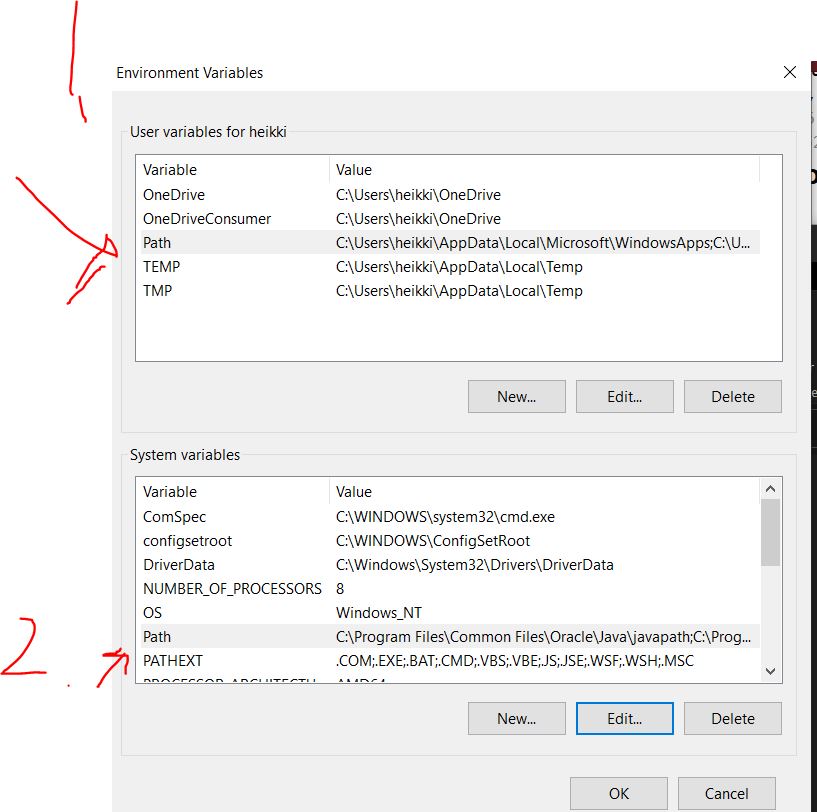 1.
Environment Variables
User variables for heikki
Variable Value
OneDrive C:\Users\heikki\OneDrive
OneDriveConsumer C:\Users\heikki\OneDrive
Path C:\Users\heikki\AppData\Local\Microsoft\WindowsApps;C:\U...
TEMP C:\Users\heikki\AppData\Local\Temp
TMP C:\Users\heikki\AppData\Local\Temp
New... Edit... Delete
System variables
Variable Value
ComSpec C:\WINDOWS\system32\cmd.exe
configsetroot C:\WINDOWS\ConfigSetRoot
DriverData C:\Windows\System32\Drivers\DriverData
NUMBER_OF_PROCESSORS 8
OS Windows_NT
Path C:\Program Files\Common Files\Oracle\Java\javapath;C:\Prog...
2.
PATHEXT .COM;.EXE;.BAT;.CMD;.VBS;.VBE;.JS;.JSE;.WSF;.WSH;.MSC
New... Edit... Delete
OK Cancel